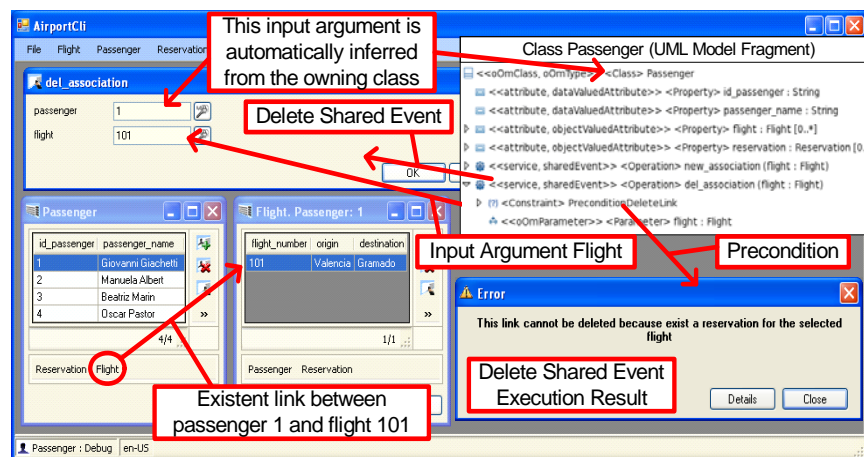 AirportCli
File Flight Passenger Reservation
This input argument is
automatically inferred
from the owning class
Class Passenger (UML Model Fragment)
<<oOmClass, oOmType>> <Class> Passenger
<<attribute, dataValuedAttribute>> <Property> id_passenger : String
<<attribute, dataValuedAttribute>> <Property> passenger_name : String
<<attribute, objectValuedAttribute>> <Property> flight : Flight [0..*]
<<attribute, objectValuedAttribute>> <Property> reservation : Reservation [0.
<<service, sharedEvent>> <Operation> new_association (flight : Flight)
<<service, sharedEvent>> <Operation> del_association (flight : Flight)
<Constraint> PreconditionDeleteLink
<<oOmParameter>> <Parameter> flight : Flight
del_association
passenger 1
flight 101
Delete Shared Event
OK
Input Argument Flight
Precondition
Passenger
id_passenger passenger_name
1 Giovanni Giachetti
2 Manuela Albert
3 Beatriz Marin
4 Oscar Pastor
4/4
Reservation Flight
Flight. Passenger: 1
flight_number origin destination
101 Valencia Gramado
1/1
Passenger Reservation
Existent link between
passenger 1 and flight 101
Error
This link cannot be deleted because exist a reservation for the selected
flight
Delete Shared Event
Execution Result
Details Close
Passenger : Debug en-US